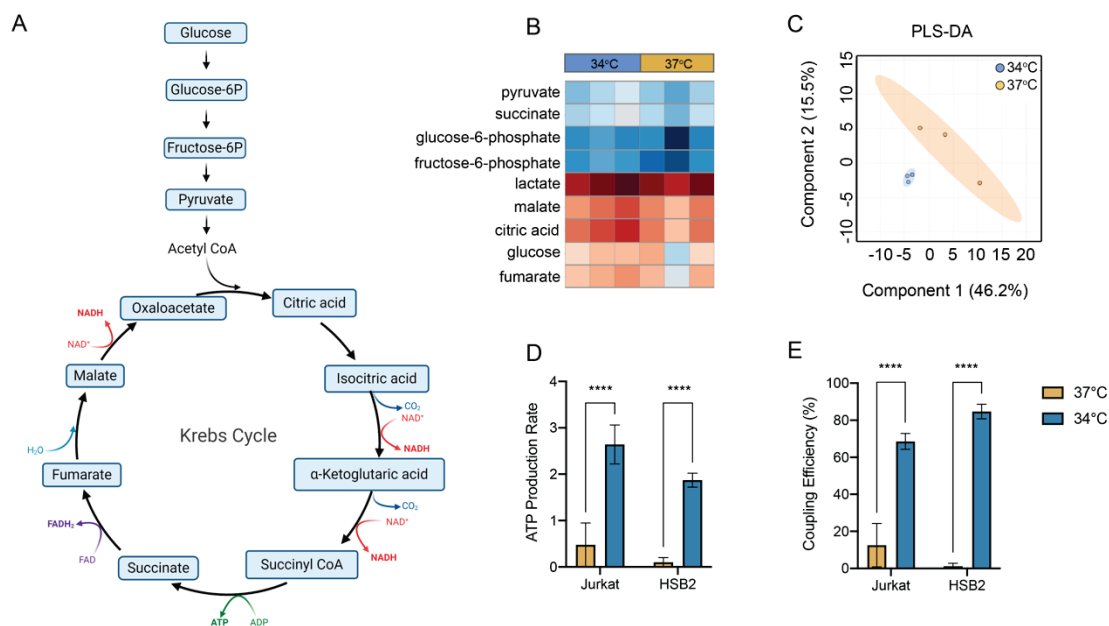 A
Glucose
Glucose-6P
Fructose-6P
Pyruvate
Acetyl CoA
Oxaloacetate
Citric acid
NADH
NAD⁺
Malate
Isocitric acid
CO₂
NAD⁺
NADH
Krebs Cycle
H₂O
Fumarate
α-Ketoglutaric acid
CO₂
NAD⁺
NADH
FADH₂
FAD
Succinate
Succinyl CoA
ATP
ADP
B
34°C
37°C
pyruvate
succinate
glucose-6-phosphate
fructose-6-phosphate
lactate
malate
citric acid
glucose
fumarate
C
PLS-DA
34°C
37°C
Component 2 (15.5%)
15
10
5
0
-5
-10
-10 -5 0 5 10 15 20
Component 1 (46.2%)
D
ATP Production Rate
4
3
2
1
0
****
****
Jurkat
HSB2
E
Coupling Efficiency (%)
100
80
60
40
20
0
****
****
Jurkat
HSB2
37°C
34°C